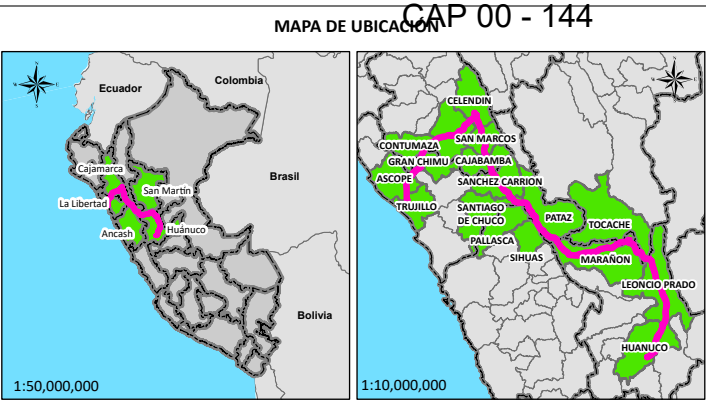 CAP 00 - 144
MAPA DE UBICACIÓN
Ecuador
Colombia
Cajamarca
San Martín
Brasil
La Libertad
Ancash
Huánuco
Bolivia
1:50,000,000
CELENDIN
CONTUMAZA
SAN MARCOS
GRAN CHIMU
CAJABAMBA
ASCOPE
SANCHEZ CARRION
TRUJILLO
SANTIAGO
DE CHUCO
PATAZ
TOCACHE
PALLASCA
SIHUAS
MARAÑON
LEONCIO PRADO
HUANUCO
1:10,000,000